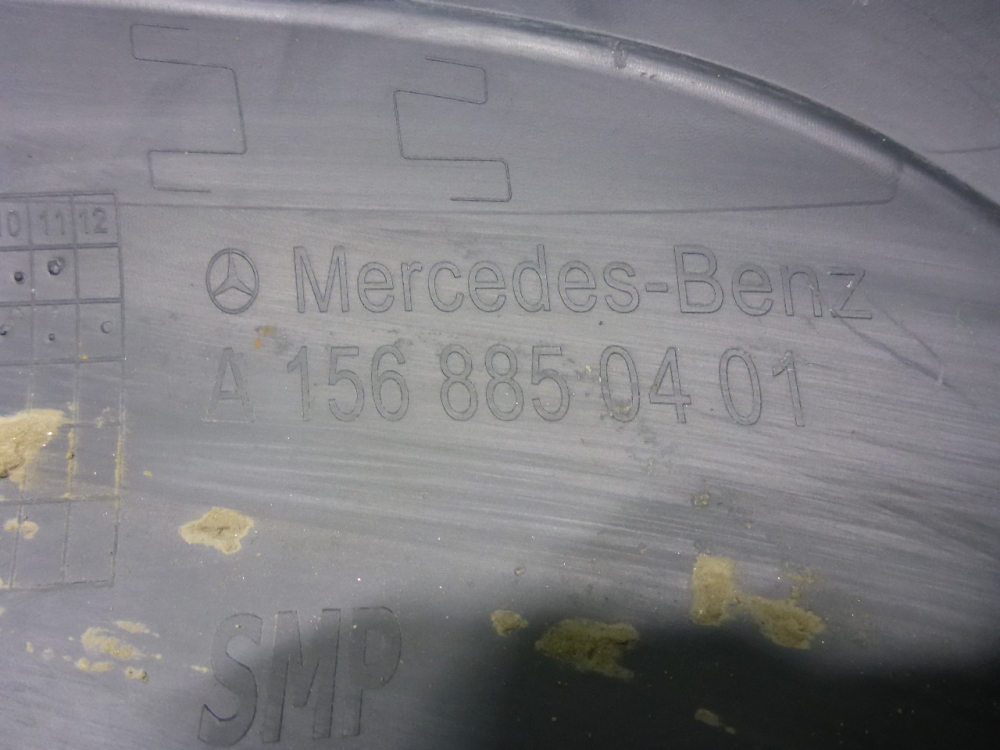 10 11 12
Mercedes-Benz
A 156 885 04 01
SMP